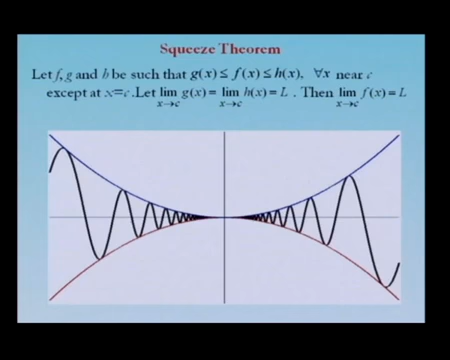 Squeeze Theorem
Let f, g and h be such that g(x) ≤ f(x) ≤ h(x), ∀x near c
except at x=c .Let lim x→c g(x) = lim x→c h(x) = L . Then lim x→c f(x) = L